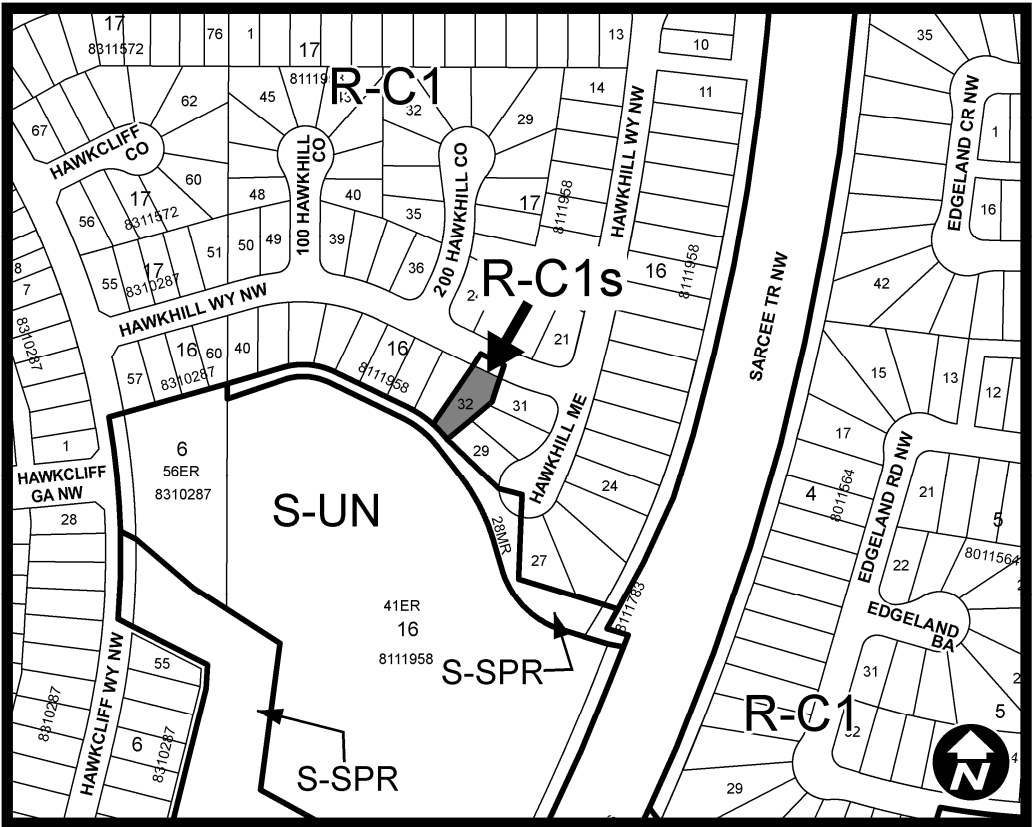 17
8311572
76
1
17
13
10
35
R-C1
62
45
32
29
14
11
67
HAWKCLIFF
CO
100 HAWKHILL
CO
200 HAWKHILL CO
HAWKHILL WY NW
EDGELAND CR NW
1
60
48
40
35
17
8111958
16
56
17
8311572
51
50
49
39
36
16
8111958
8
7
8310287
55
17
8310287
R-C1s
42
SARCEE TR NW
HAWKHILL WY NW
21
57
16
8310287
60
40
16
8111958
15
13
12
32
31
29
HAWKHILL ME
17
EDGELAND RD NW
1
HAWKCLIFF
GA NW
28
6
56ER
8310287
S-UN
28MR
24
4
8011564
21
5
27
22
8011564
41ER
16
8111958
8111783
EDGELAND
BA
S-SPR
HAWKCLIFF WY NW
55
8310287
6
8310287
S-SPR
31
5
R-C1
29
N